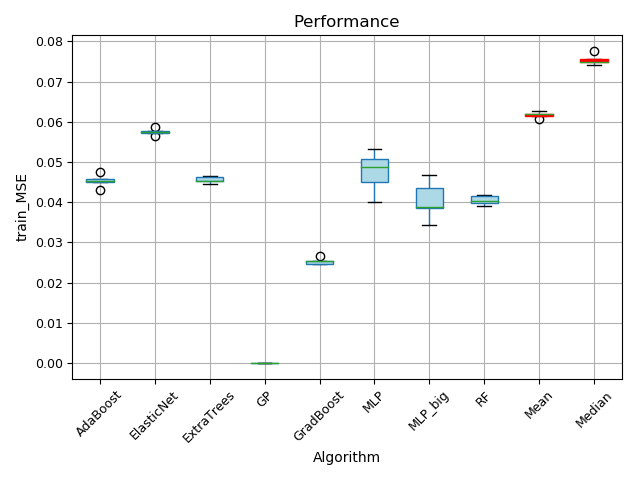 Performance
train_MSE
0.08
0.07
0.06
0.05
0.04
0.03
0.02
0.01
0.00
AdaBoost
ElasticNet
ExtraTrees
GP
GradBoost
MLP
MLP_big
RF
Mean
Median
Algorithm